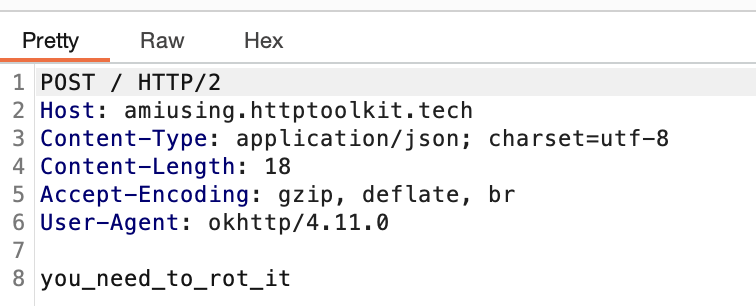 Pretty Raw Hex
1 POST / HTTP/2
2 Host: amiusing.httptoolkit.tech
3 Content-Type: application/json; charset=utf-8
4 Content-Length: 18
5 Accept-Encoding: gzip, deflate, br
6 User-Agent: okhttp/4.11.0
7
8 you_need_to_rot_it